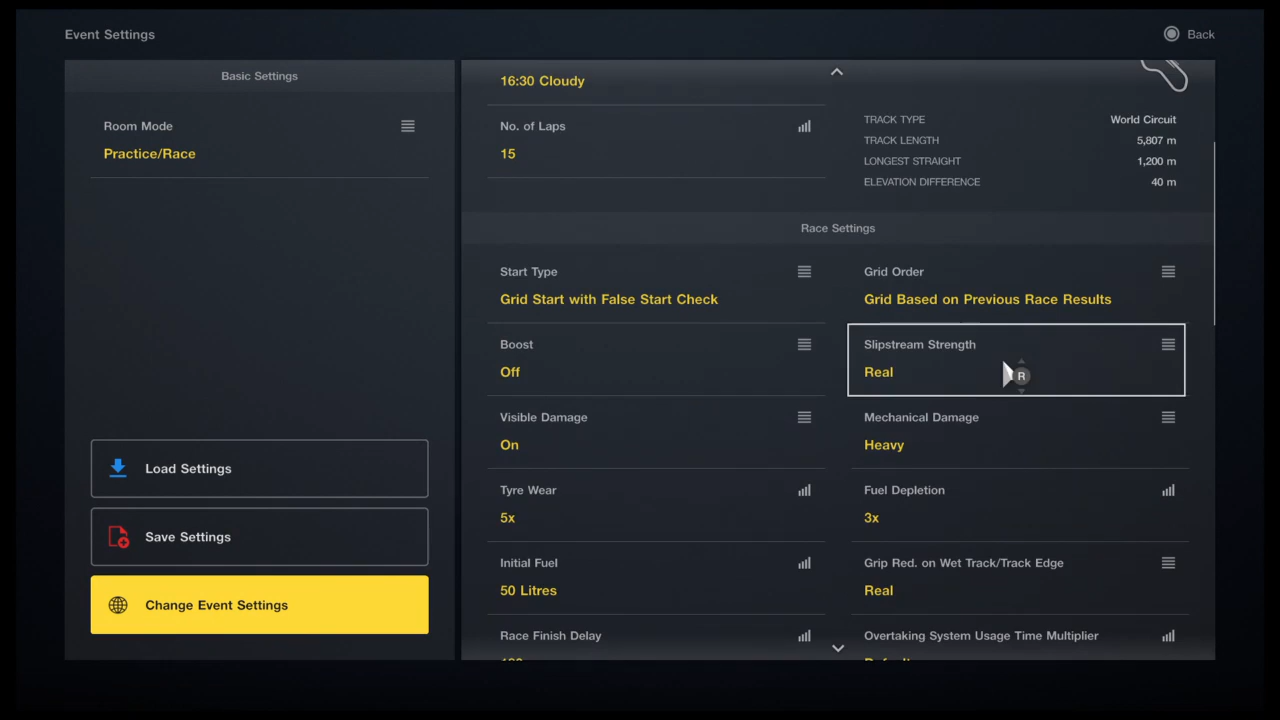 Event Settings
Back
Basic Settings
Room Mode
Practice/Race
Load Settings
Save Settings
Change Event Settings
16:30 Cloudy
No. of Laps
15
TRACK TYPE World Circuit
TRACK LENGTH 5,807 m
LONGEST STRAIGHT 1,200 m
ELEVATION DIFFERENCE 40 m
Race Settings
Start Type
Grid Start with False Start Check
Grid Order
Grid Based on Previous Race Results
Boost
Off
Slipstream Strength
Real
R
Visible Damage
On
Mechanical Damage
Heavy
Tyre Wear
5x
Fuel Depletion
3x
Initial Fuel
50 Litres
Grip Red. on Wet Track/Track Edge
Real
Race Finish Delay
Overtaking System Usage Time Multiplier